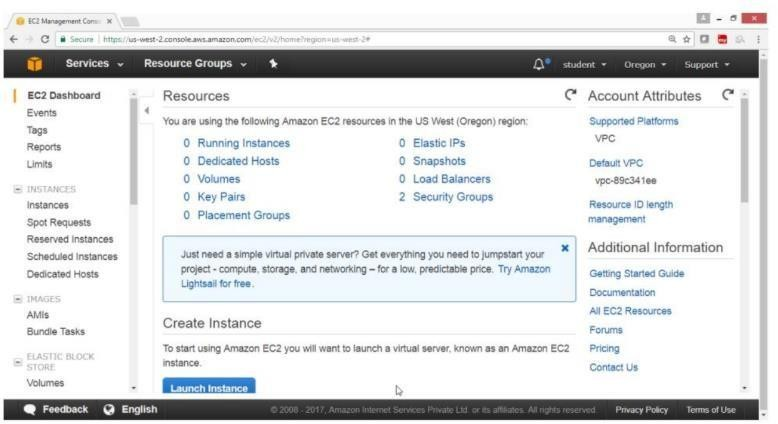 EC2 Management Conso
Secure https://us-west-2.console.aws.amazon.com/ec2/v2/home?region=us-west-2#
Services Resource Groups student Oregon Support
EC2 Dashboard
Events
Tags
Reports
Limits
INSTANCES
Instances
Spot Requests
Reserved Instances
Scheduled Instances
Dedicated Hosts
IMAGES
AMIs
Bundle Tasks
ELASTIC BLOCK
STORE
Volumes
Resources
You are using the following Amazon EC2 resources in the US West (Oregon) region:
0 Running Instances 0 Elastic IPs
0 Dedicated Hosts 0 Snapshots
0 Volumes 0 Load Balancers
0 Key Pairs 2 Security Groups
0 Placement Groups
Just need a simple virtual private server? Get everything you need to jumpstart your
project - compute, storage, and networking – for a low, predictable price. Try Amazon
Lightsail for free.
Create Instance
To start using Amazon EC2 you will want to launch a virtual server, known as an Amazon EC2
instance.
Launch Instance
Account Attributes
Supported Platforms
VPC
Default VPC
vpc-89c341ee
Resource ID length
management
Additional Information
Getting Started Guide
Documentation
All EC2 Resources
Forums
Pricing
Contact Us
Feedback English © 2008 - 2017, Amazon Internet Services Private Ltd. or its affiliates. All rights reserved. Privacy Policy Terms of Use